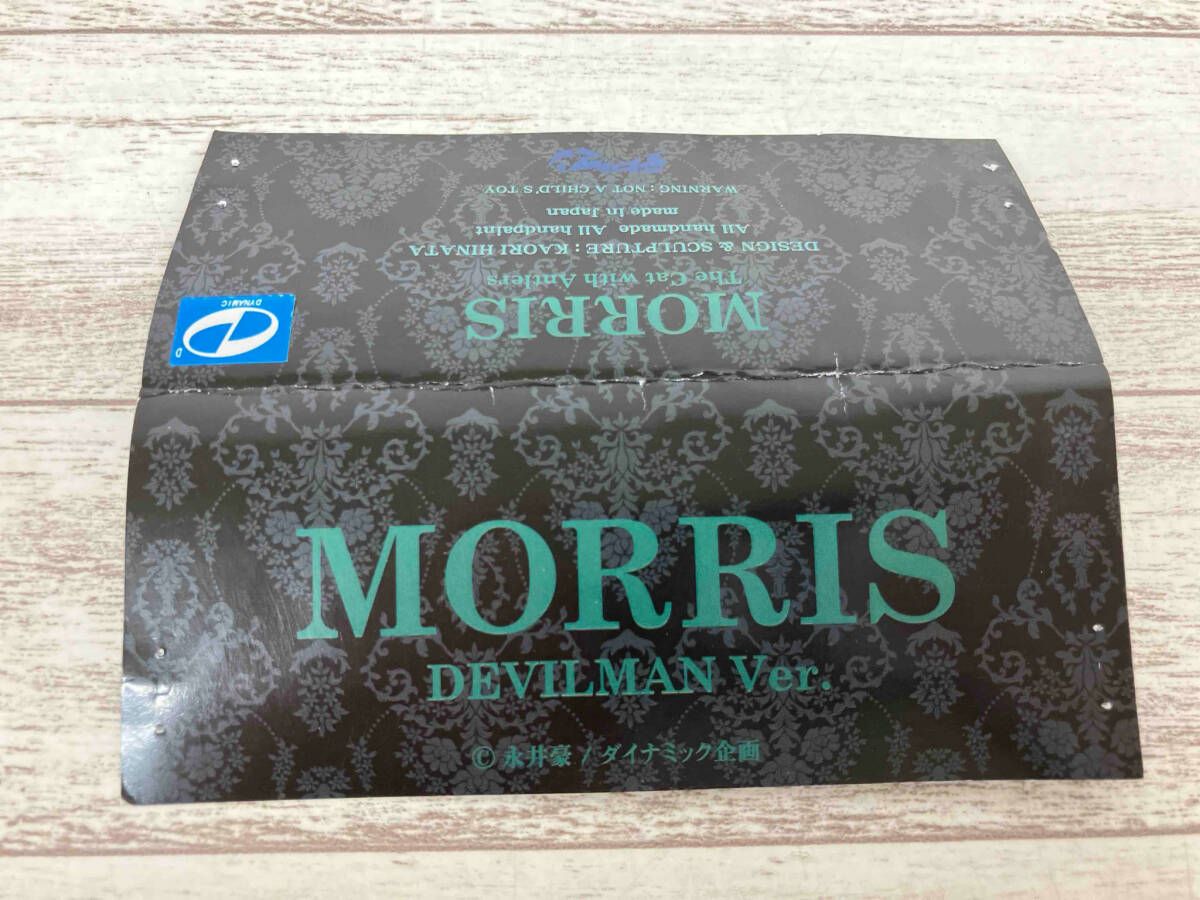 MORRIS
DEVILMAN Ver.
© 永井豪 / ダイナミック企画
MORRIS
The Cat with Antlers
DESIGN & SCULPTURE : KAORI HINATA
All handmade All handpaint
made in Japan
WARNING : NOT A CHILD'S TOY
D
DYNAMIC